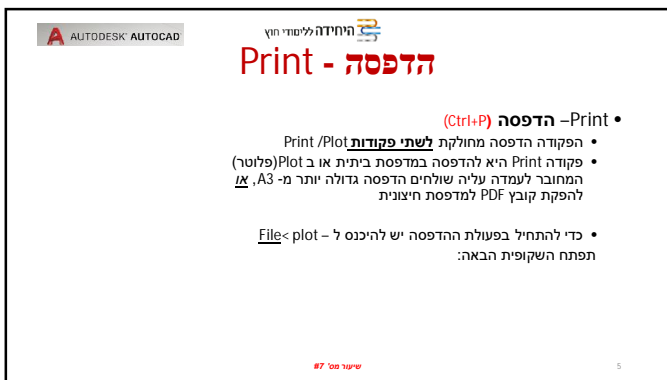 AUTODESK® AUTOCAD
היחידה ללימודי חוץ
הדפסה - Print
• Print– הדפסה (Ctrl+P)
• הפקודה הדפסה מחולקת לשתי פקודות Print /Plot
• פקודה Print היא להדפסה במדפסת ביתית או ב Plot(פלוטר)
המחובר לעמדה עליה שולחים הדפסה גדולה יותר מ- A3, או
להפקת קובץ PDF למדפסת חיצונית
• כדי להתחיל בפעולת ההדפסה יש להיכנס ל – File< plot
תפתח השקופית הבאה:
שיעור מס' 7#
5